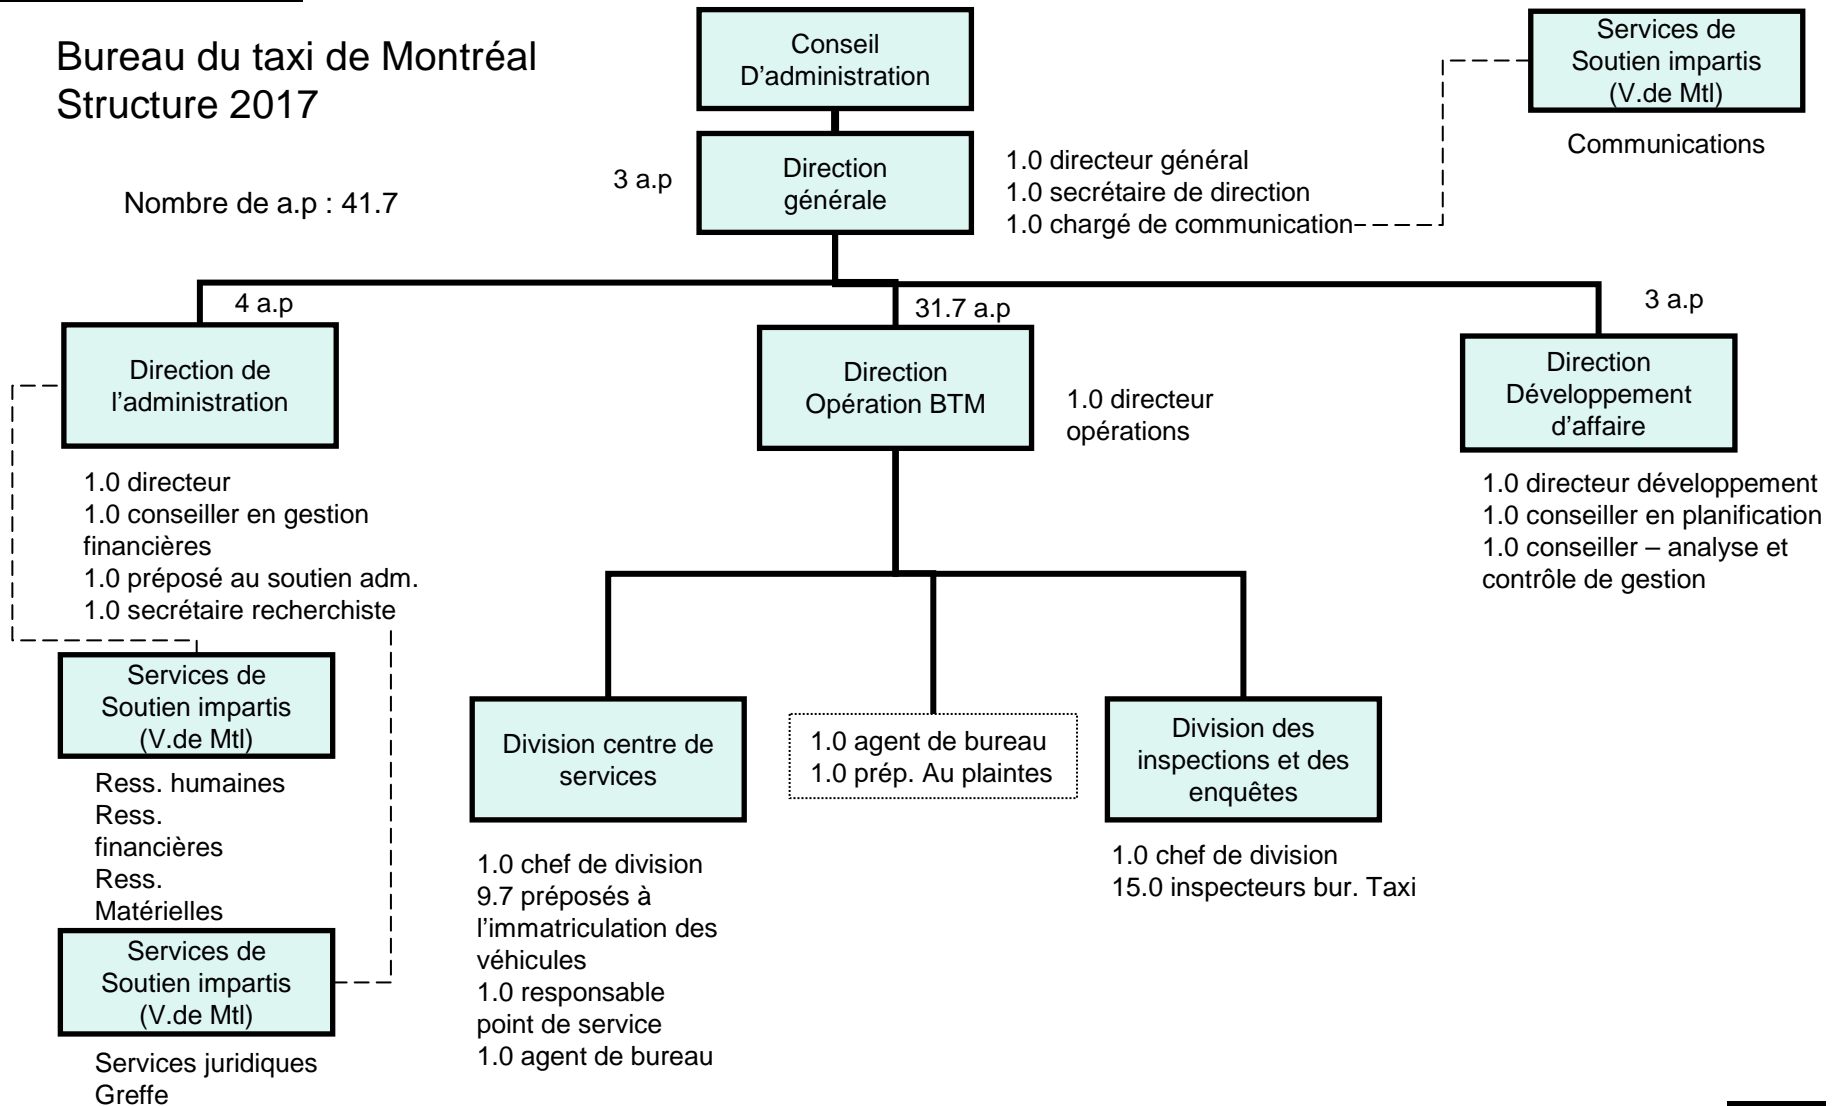 Bureau du taxi de Montréal
Structure 2017
Nombre de a.p : 41.7
Conseil
D'administration
Services de
Soutien impartis
(V.de Mtl)
Communications
3 a.p
Direction
générale
1.0 directeur général
1.0 secrétaire de direction
1.0 chargé de communication
4 a.p
31.7 a.p
3 a.p
Direction de
l'administration
Direction
Opération BTM
1.0 directeur
opérations
Direction
Développement
d'affaire
1.0 directeur
1.0 conseiller en gestion
financières
1.0 préposé au soutien adm.
1.0 secrétaire recherchiste
1.0 directeur développement
1.0 conseiller en planification
1.0 conseiller – analyse et
contrôle de gestion
Services de
Soutien impartis
(V.de Mtl)
Ress. humaines
Ress.
financières
Ress.
Matérielles
Services de
Soutien impartis
(V.de Mtl)
Services juridiques
Greffe
Division centre de
services
1.0 chef de division
9.7 préposés à
l'immatriculation des
véhicules
1.0 responsable
point de service
1.0 agent de bureau
1.0 agent de bureau
1.0 prép. Au plaintes
Division des
inspections et des
enquêtes
1.0 chef de division
15.0 inspecteurs bur. Taxi